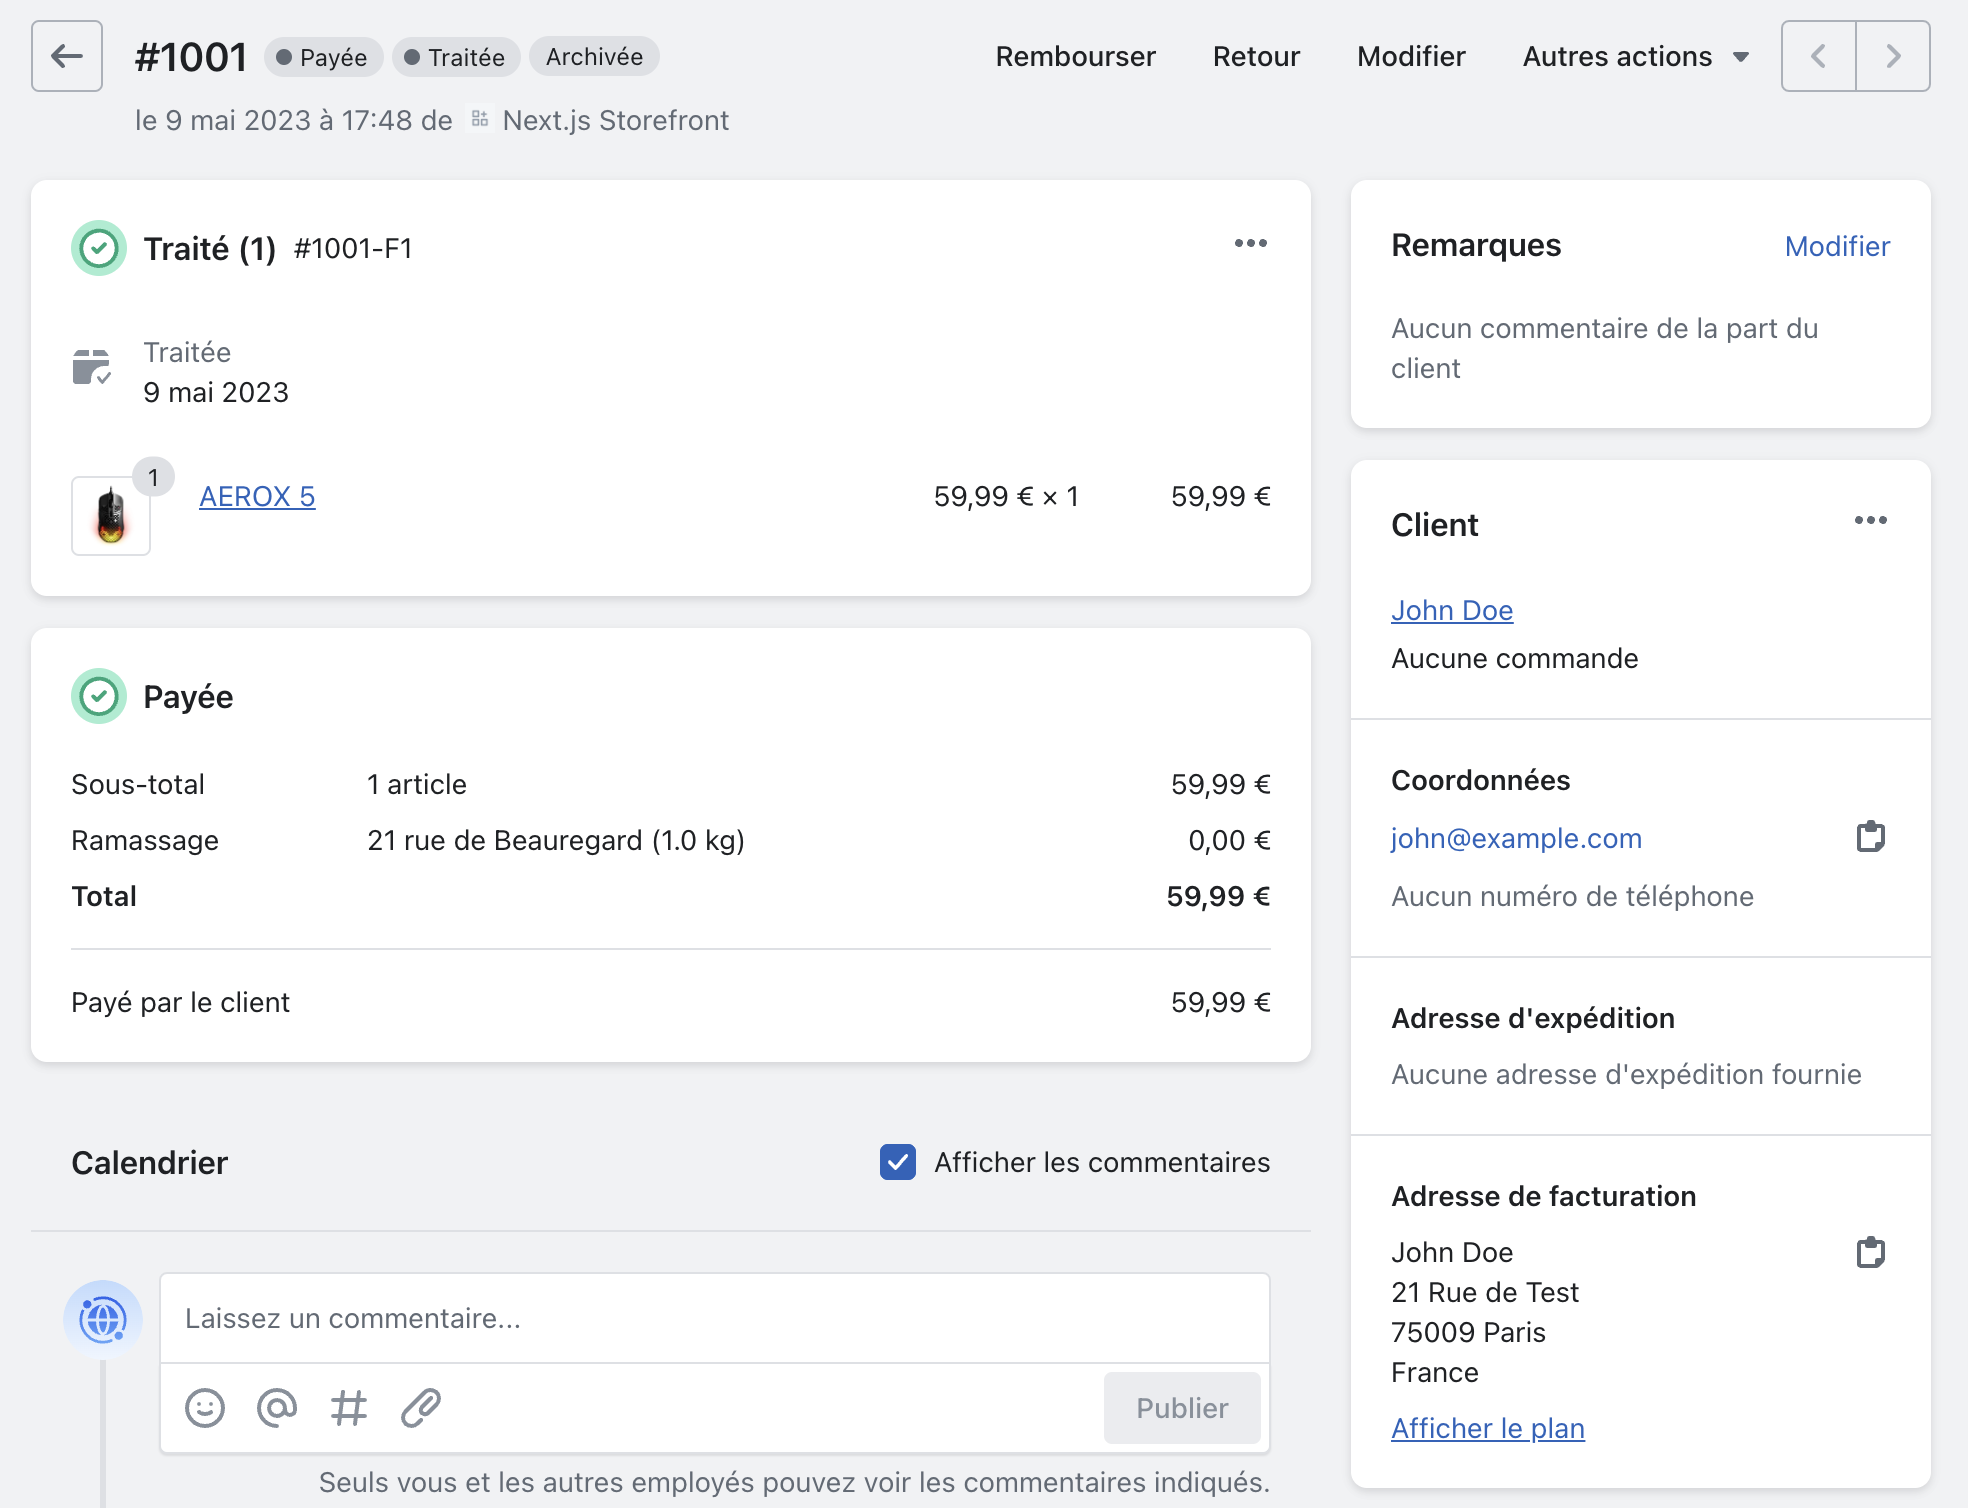 #1001 Payée Traitée Archivée Rembourser Retour Modifier Autres actions
le 9 mai 2023 à 17:48 de Next.js Storefront
Traité (1) #1001-F1
Traitée
9 mai 2023
1
AEROX 5 59,99 € × 1 59,99 €
Payée
Sous-total 1 article 59,99 €
Ramassage 21 rue de Beauregard (1.0 kg) 0,00 €
Total 59,99 €
Payé par le client 59,99 €
Calendrier Afficher les commentaires
Laissez un commentaire...
Publier
Seuls vous et les autres employés pouvez voir les commentaires indiqués.
Remarques Modifier
Aucun commentaire de la part du
client
Client
John Doe
Aucune commande
Coordonnées
john@example.com
Aucun numéro de téléphone
Adresse d'expédition
Aucune adresse d'expédition fournie
Adresse de facturation
John Doe
21 Rue de Test
75009 Paris
France
Afficher le plan